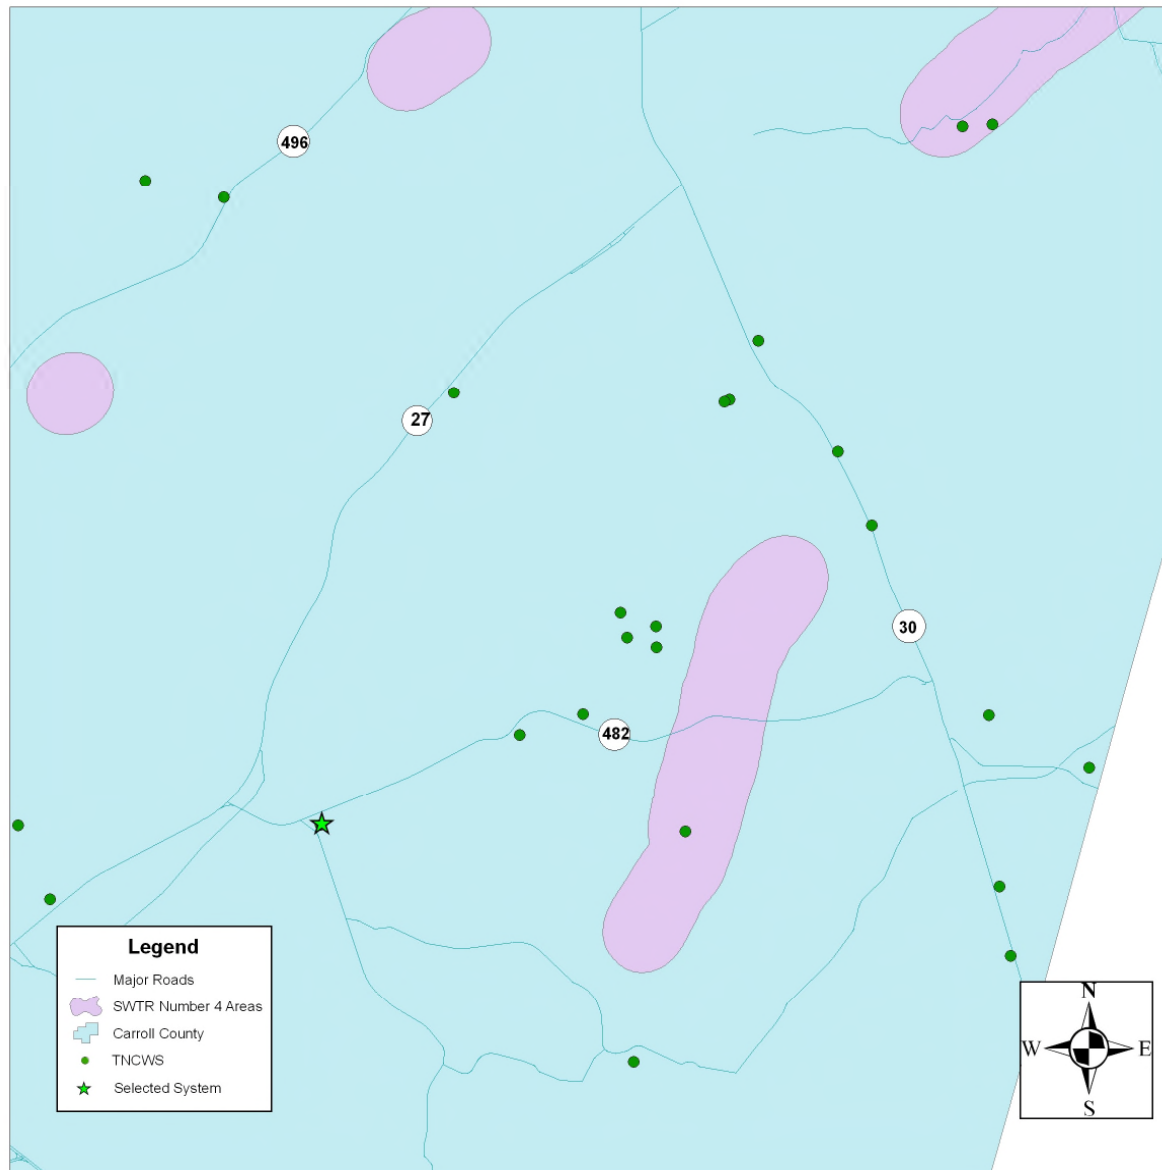 496
27
30
482
Legend
Major Roads
SWTR Number 4 Areas
Carroll County
TNCWS
Selected System
N
W E
S